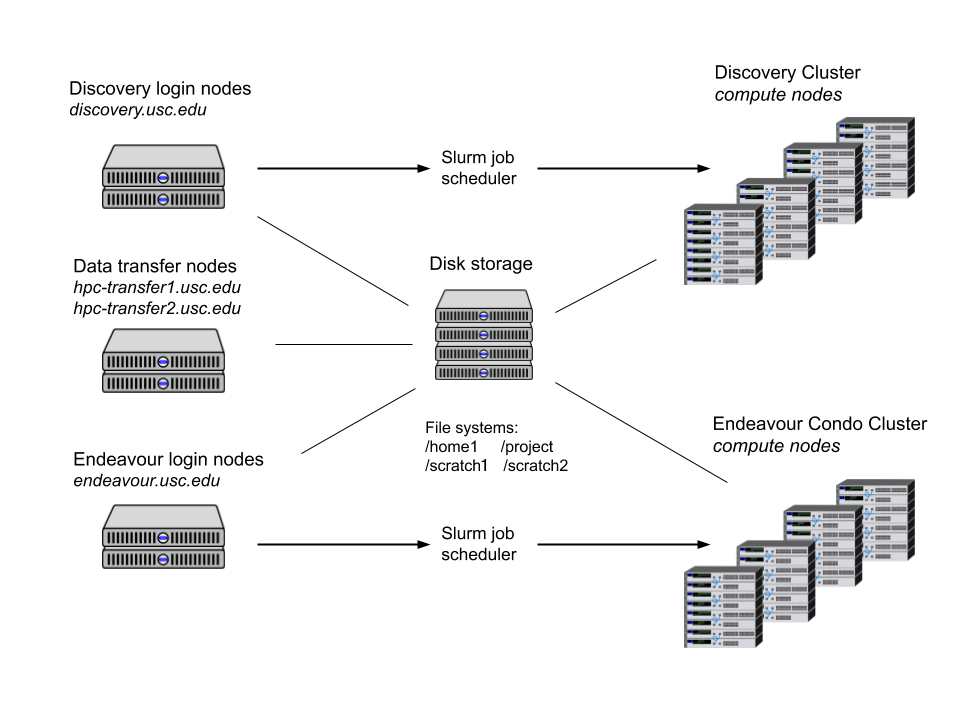 Discovery login nodes
discovery.usc.edu
Slurm job
scheduler
Discovery Cluster
compute nodes
Data transfer nodes
hpc-transfer1.usc.edu
hpc-transfer2.usc.edu
Disk storage
File systems:
/home1 /project
/scratch1 /scratch2
Endeavour login nodes
endeavour.usc.edu
Slurm job
scheduler
Endeavour Condo Cluster
compute nodes